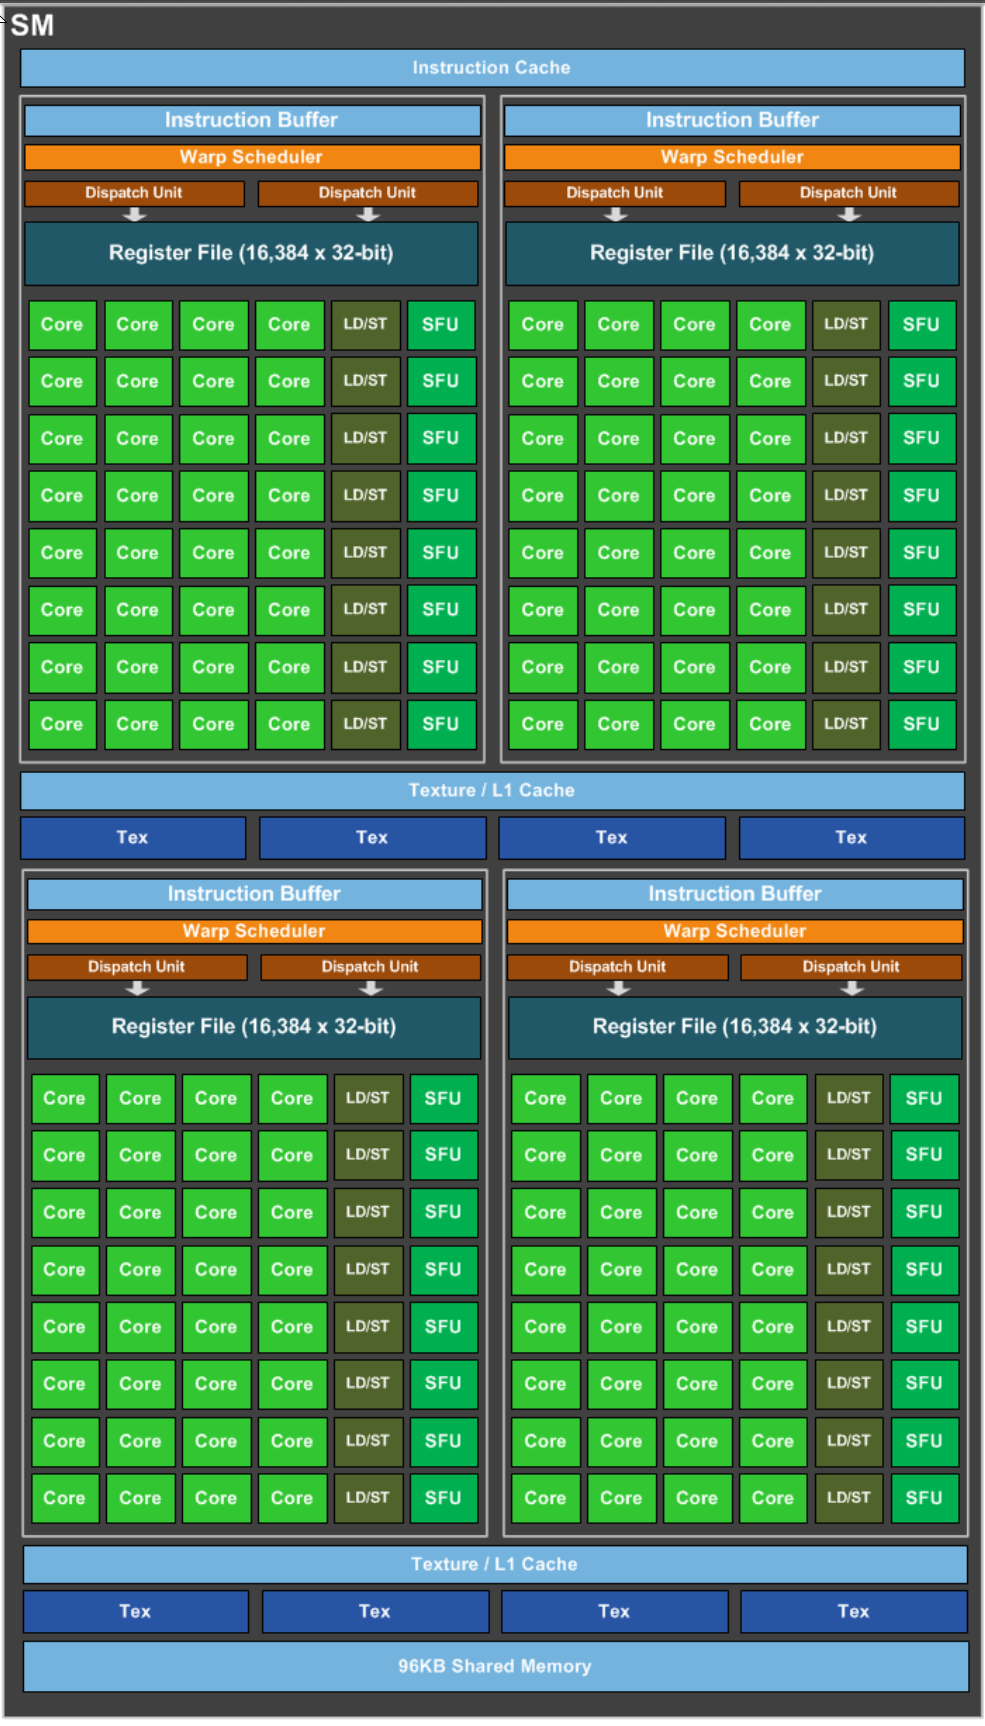 SM
Instruction Cache
Instruction Buffer Instruction Buffer
Warp Scheduler Warp Scheduler
Dispatch Unit Dispatch Unit Dispatch Unit Dispatch Unit
Register File (16,384 x 32-bit) Register File (16,384 x 32-bit)
Core Core Core Core LD/ST SFU Core Core Core Core LD/ST SFU
Core Core Core Core LD/ST SFU Core Core Core Core LD/ST SFU
Core Core Core Core LD/ST SFU Core Core Core Core LD/ST SFU
Core Core Core Core LD/ST SFU Core Core Core Core LD/ST SFU
Core Core Core Core LD/ST SFU Core Core Core Core LD/ST SFU
Core Core Core Core LD/ST SFU Core Core Core Core LD/ST SFU
Core Core Core Core LD/ST SFU Core Core Core Core LD/ST SFU
Core Core Core Core LD/ST SFU Core Core Core Core LD/ST SFU
Texture / L1 Cache
Tex Tex Tex Tex
Instruction Buffer Instruction Buffer
Warp Scheduler Warp Scheduler
Dispatch Unit Dispatch Unit Dispatch Unit Dispatch Unit
Register File (16,384 x 32-bit) Register File (16,384 x 32-bit)
Core Core Core Core LD/ST SFU Core Core Core Core LD/ST SFU
Core Core Core Core LD/ST SFU Core Core Core Core LD/ST SFU
Core Core Core Core LD/ST SFU Core Core Core Core LD/ST SFU
Core Core Core Core LD/ST SFU Core Core Core Core LD/ST SFU
Core Core Core Core LD/ST SFU Core Core Core Core LD/ST SFU
Core Core Core Core LD/ST SFU Core Core Core Core LD/ST SFU
Core Core Core Core LD/ST SFU Core Core Core Core LD/ST SFU
Core Core Core Core LD/ST SFU Core Core Core Core LD/ST SFU
Texture / L1 Cache
Tex Tex Tex Tex
96KB Shared Memory